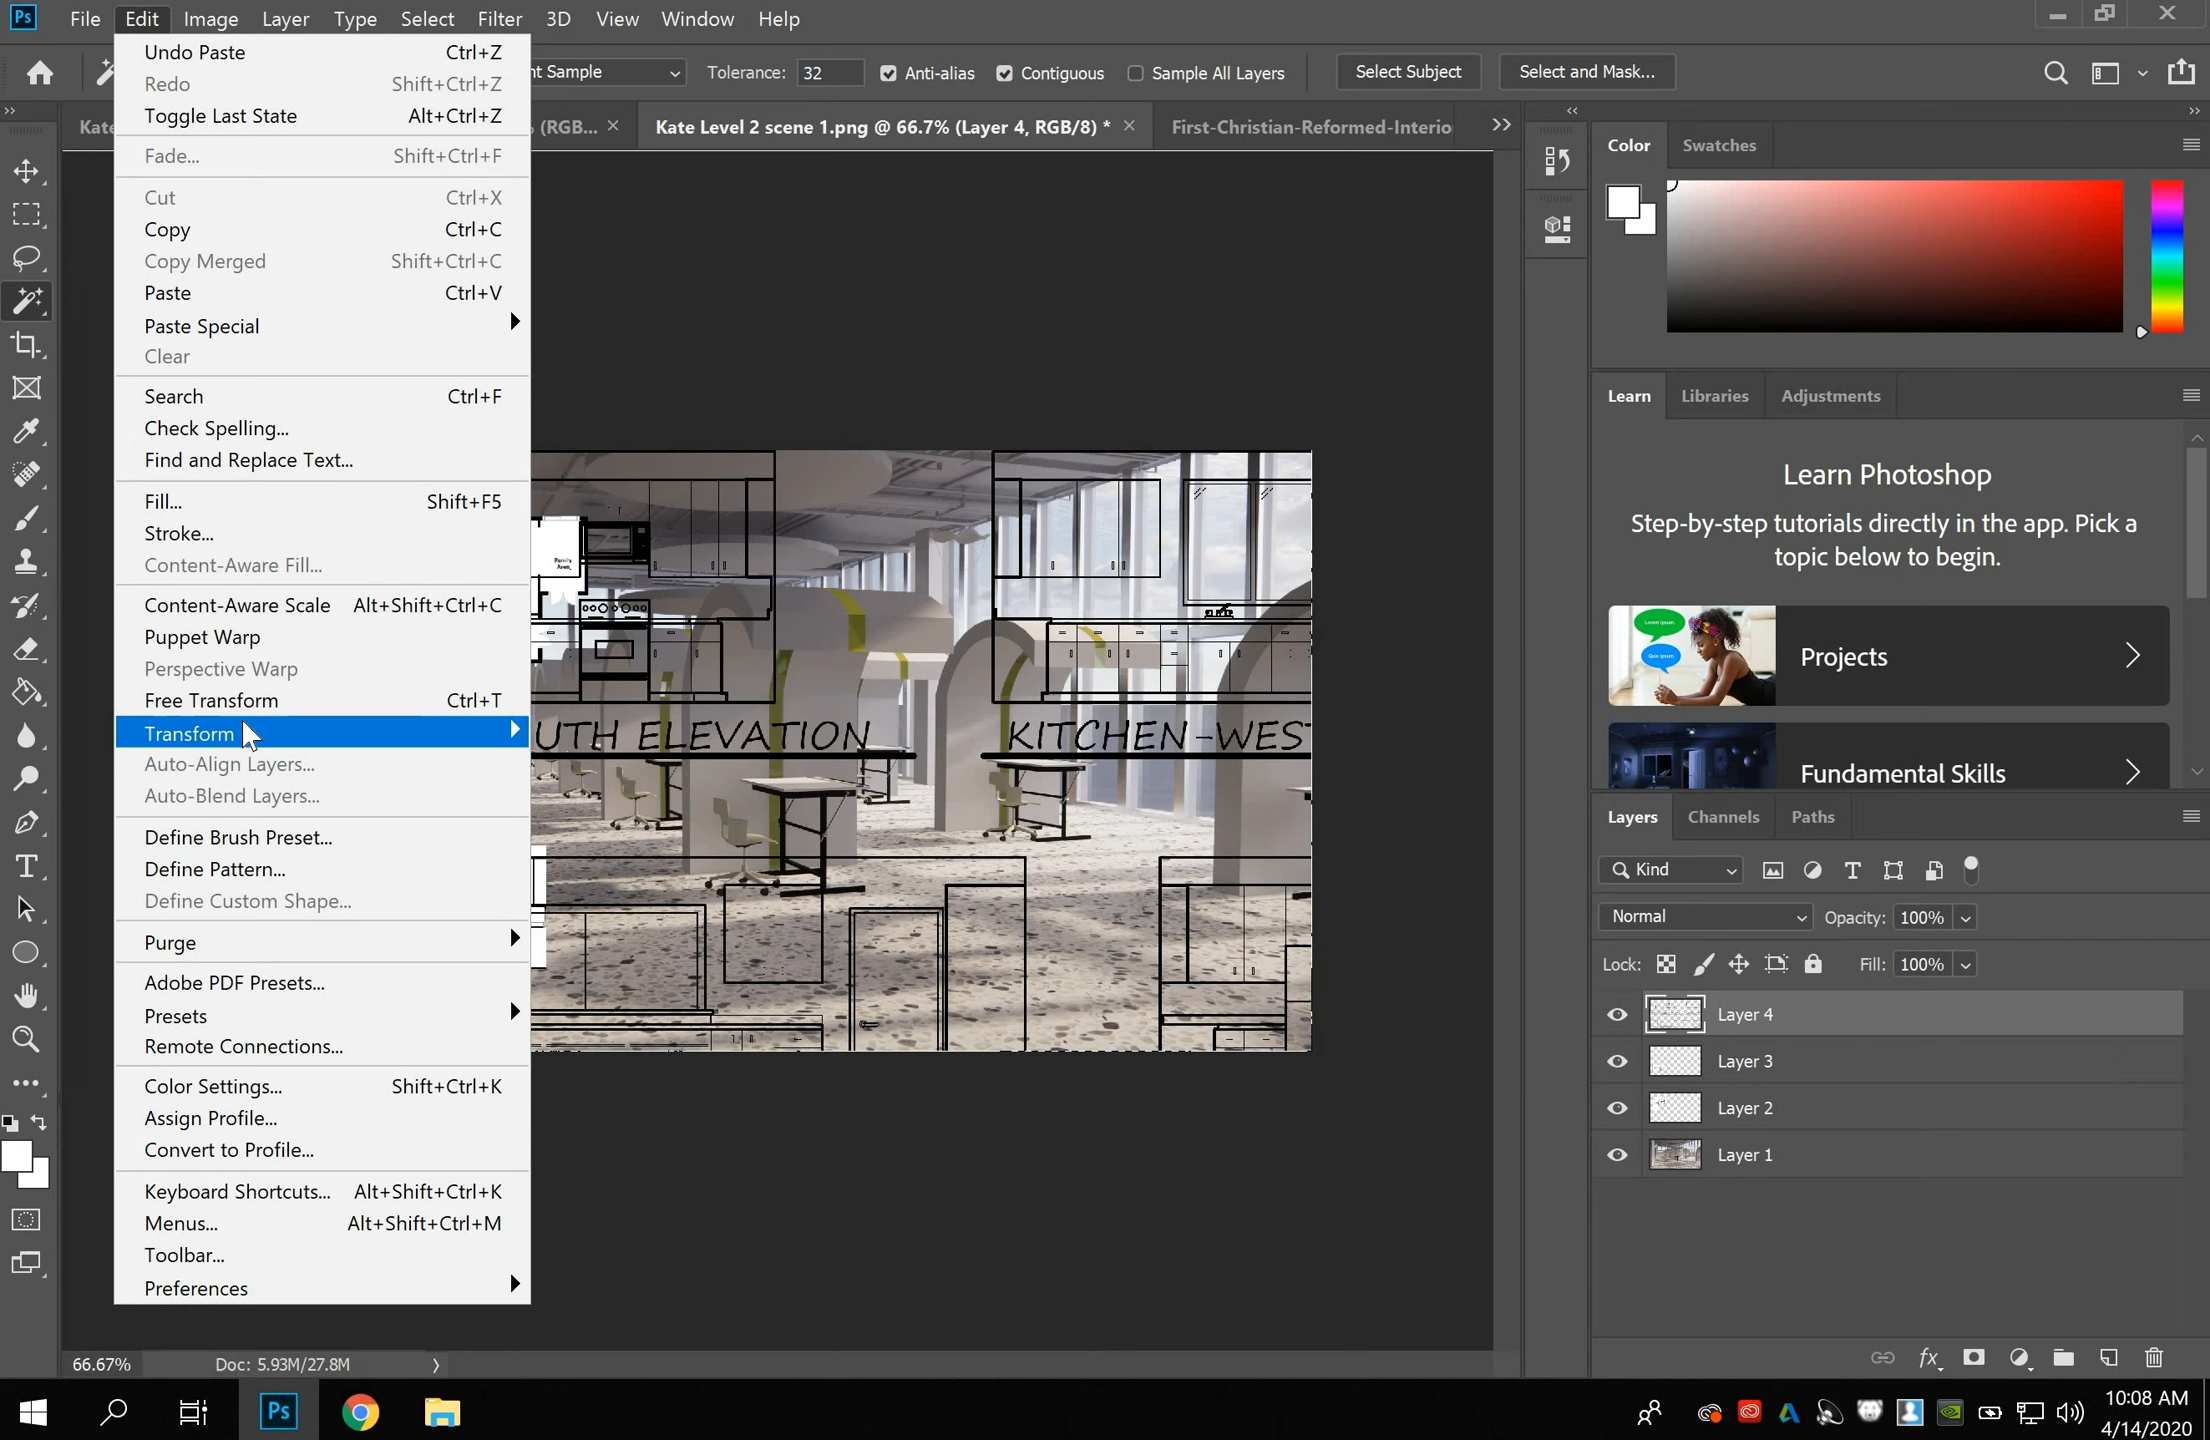 Ps File Edit Image Layer Type Select Filter 3D View Window Help
nt Sample Tolerance: 32 Anti-alias Contiguous Sample All Layers Select Subject Select and Mask...
Kate (RGB... × Kate Level 2 scene 1.png @ 66.7% (Layer 4, RGB/8) * × First-Christian-Reformed-Interio
Undo Paste Ctrl+Z
Redo Shift+Ctrl+Z
Toggle Last State Alt+Ctrl+Z
Fade... Shift+Ctrl+F
Cut Ctrl+X
Copy Ctrl+C
Copy Merged Shift+Ctrl+C
Paste Ctrl+V
Paste Special
Clear
Search Ctrl+F
Check Spelling...
Find and Replace Text...
Fill... Shift+F5
Stroke...
Content-Aware Fill...
Content-Aware Scale Alt+Shift+Ctrl+C
Puppet Warp
Perspective Warp
Free Transform Ctrl+T
Transform
Auto-Align Layers...
Auto-Blend Layers...
Define Brush Preset...
Define Pattern...
Define Custom Shape...
Purge
Adobe PDF Presets...
Presets
Remote Connections...
Color Settings... Shift+Ctrl+K
Assign Profile...
Convert to Profile...
Keyboard Shortcuts... Alt+Shift+Ctrl+K
Menus... Alt+Shift+Ctrl+M
Toolbar...
Preferences
Family
Area
UTH ELEVATION KITCHEN-WEST
Color Swatches
Learn Libraries Adjustments
Learn Photoshop
Step-by-step tutorials directly in the app. Pick a
topic below to begin.
Projects
Fundamental Skills
Layers Channels Paths
Kind
Normal Opacity: 100%
Lock: Fill: 100%
Layer 4
Layer 3
Layer 2
Layer 1
fx
66.67% Doc: 5.93M/27.8M
Ps
10:08 AM
4/14/2020